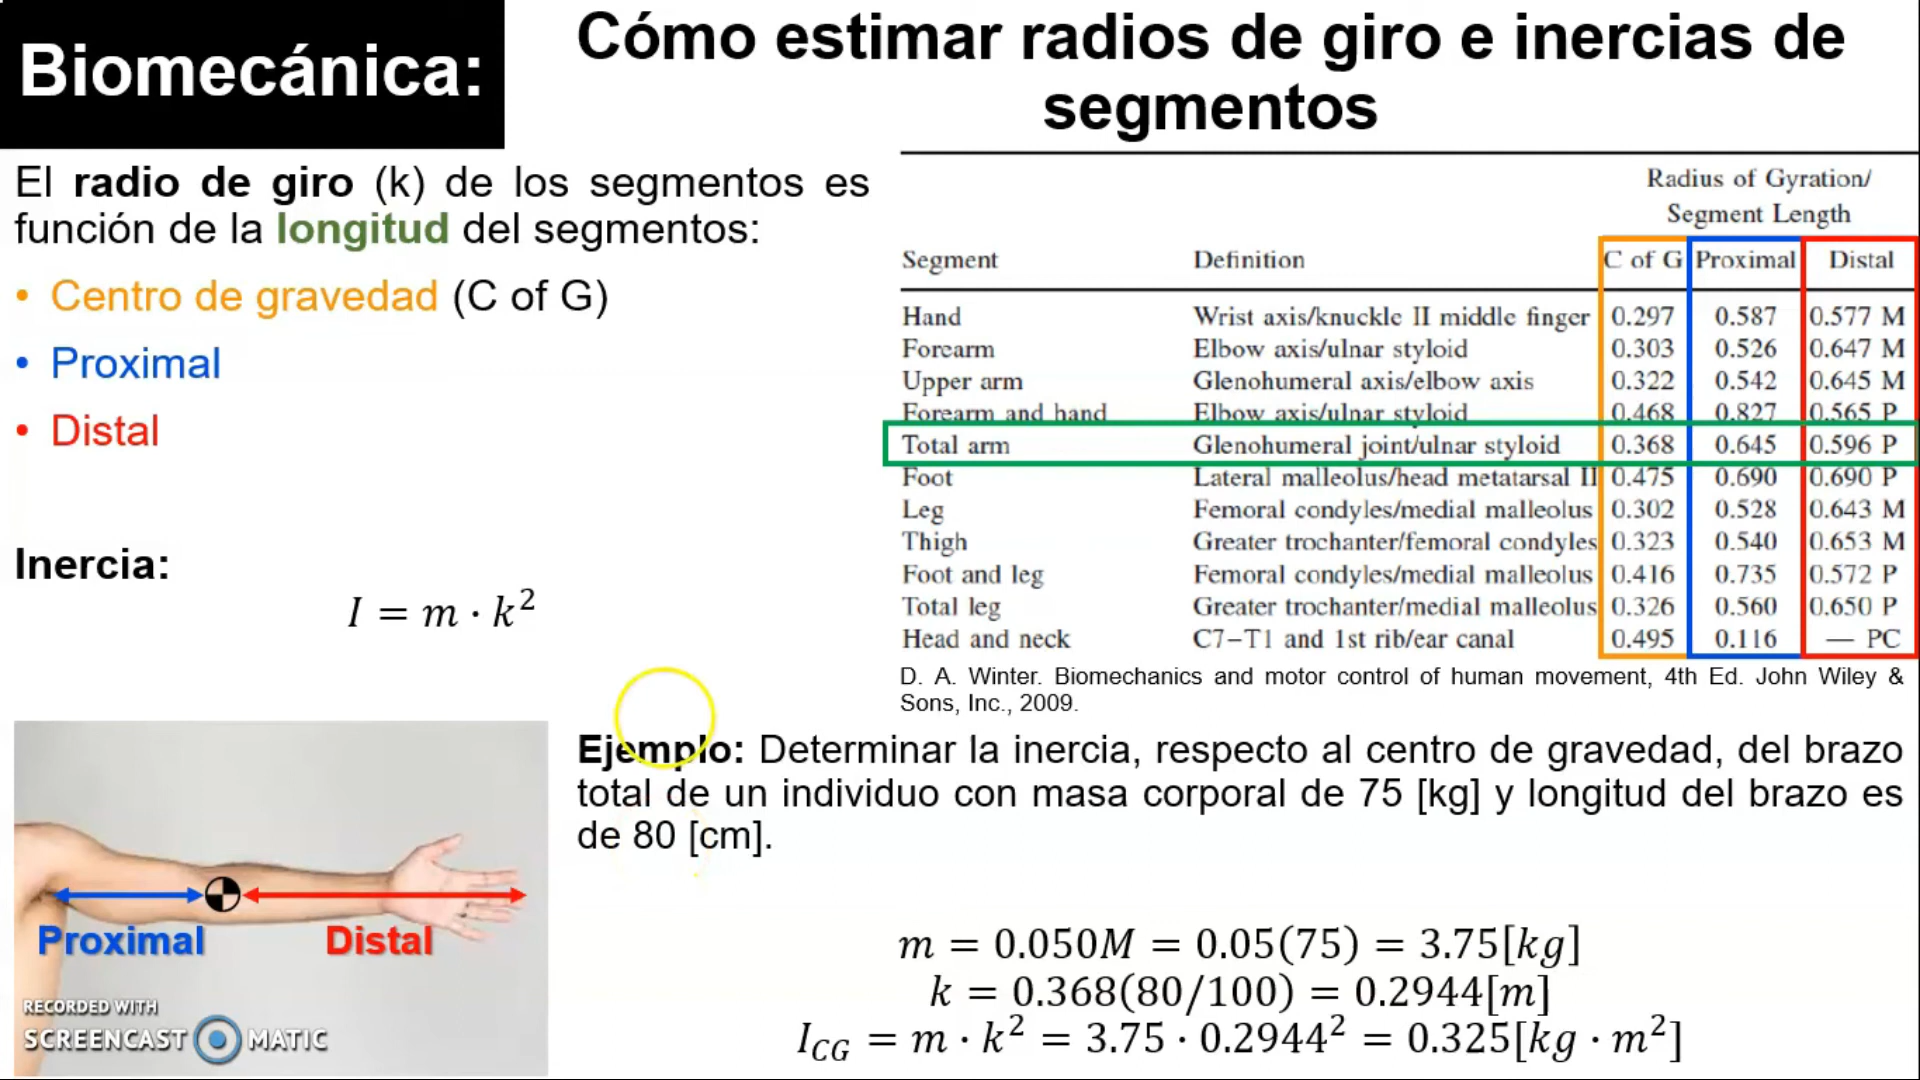 Biomecánica:
Cómo estimar radios de giro e inercias de
segmentos
El radio de giro (k) de los segmentos es
función de la longitud del segmentos:
• Centro de gravedad (C of G)
• Proximal
• Distal
Inercia:
I = m · k²
Radius of Gyration/
Segment Length
Segment Definition C of G Proximal Distal
Hand Wrist axis/knuckle II middle finger 0.297 0.587 0.577 M
Forearm Elbow axis/ulnar styloid 0.303 0.526 0.647 M
Upper arm Glenohumeral axis/elbow axis 0.322 0.542 0.645 M
Forearm and hand Elbow axis/ulnar styloid 0.468 0.827 0.565 P
Total arm Glenohumeral joint/ulnar styloid 0.368 0.645 0.596 P
Foot Lateral malleolus/head metatarsal II 0.475 0.690 0.690 P
Leg Femoral condyles/medial malleolus 0.302 0.528 0.643 M
Thigh Greater trochanter/femoral condyles 0.323 0.540 0.653 M
Foot and leg Femoral condyles/medial malleolus 0.416 0.735 0.572 P
Total leg Greater trochanter/medial malleolus 0.326 0.560 0.650 P
Head and neck C7–T1 and 1st rib/ear canal 0.495 0.116 — PC
D. A. Winter. Biomechanics and motor control of human movement, 4th Ed. John Wiley &
Sons, Inc., 2009.
Ejemplo: Determinar la inercia, respecto al centro de gravedad, del brazo
total de un individuo con masa corporal de 75 [kg] y longitud del brazo es
de 80 [cm].
m = 0.050M = 0.05(75) = 3.75[kg]
k = 0.368(80/100) = 0.2944[m]
I_CG = m · k² = 3.75 · 0.2944² = 0.325[kg · m²]
Proximal Distal
RECORDED WITH
SCREENCAST MATIC